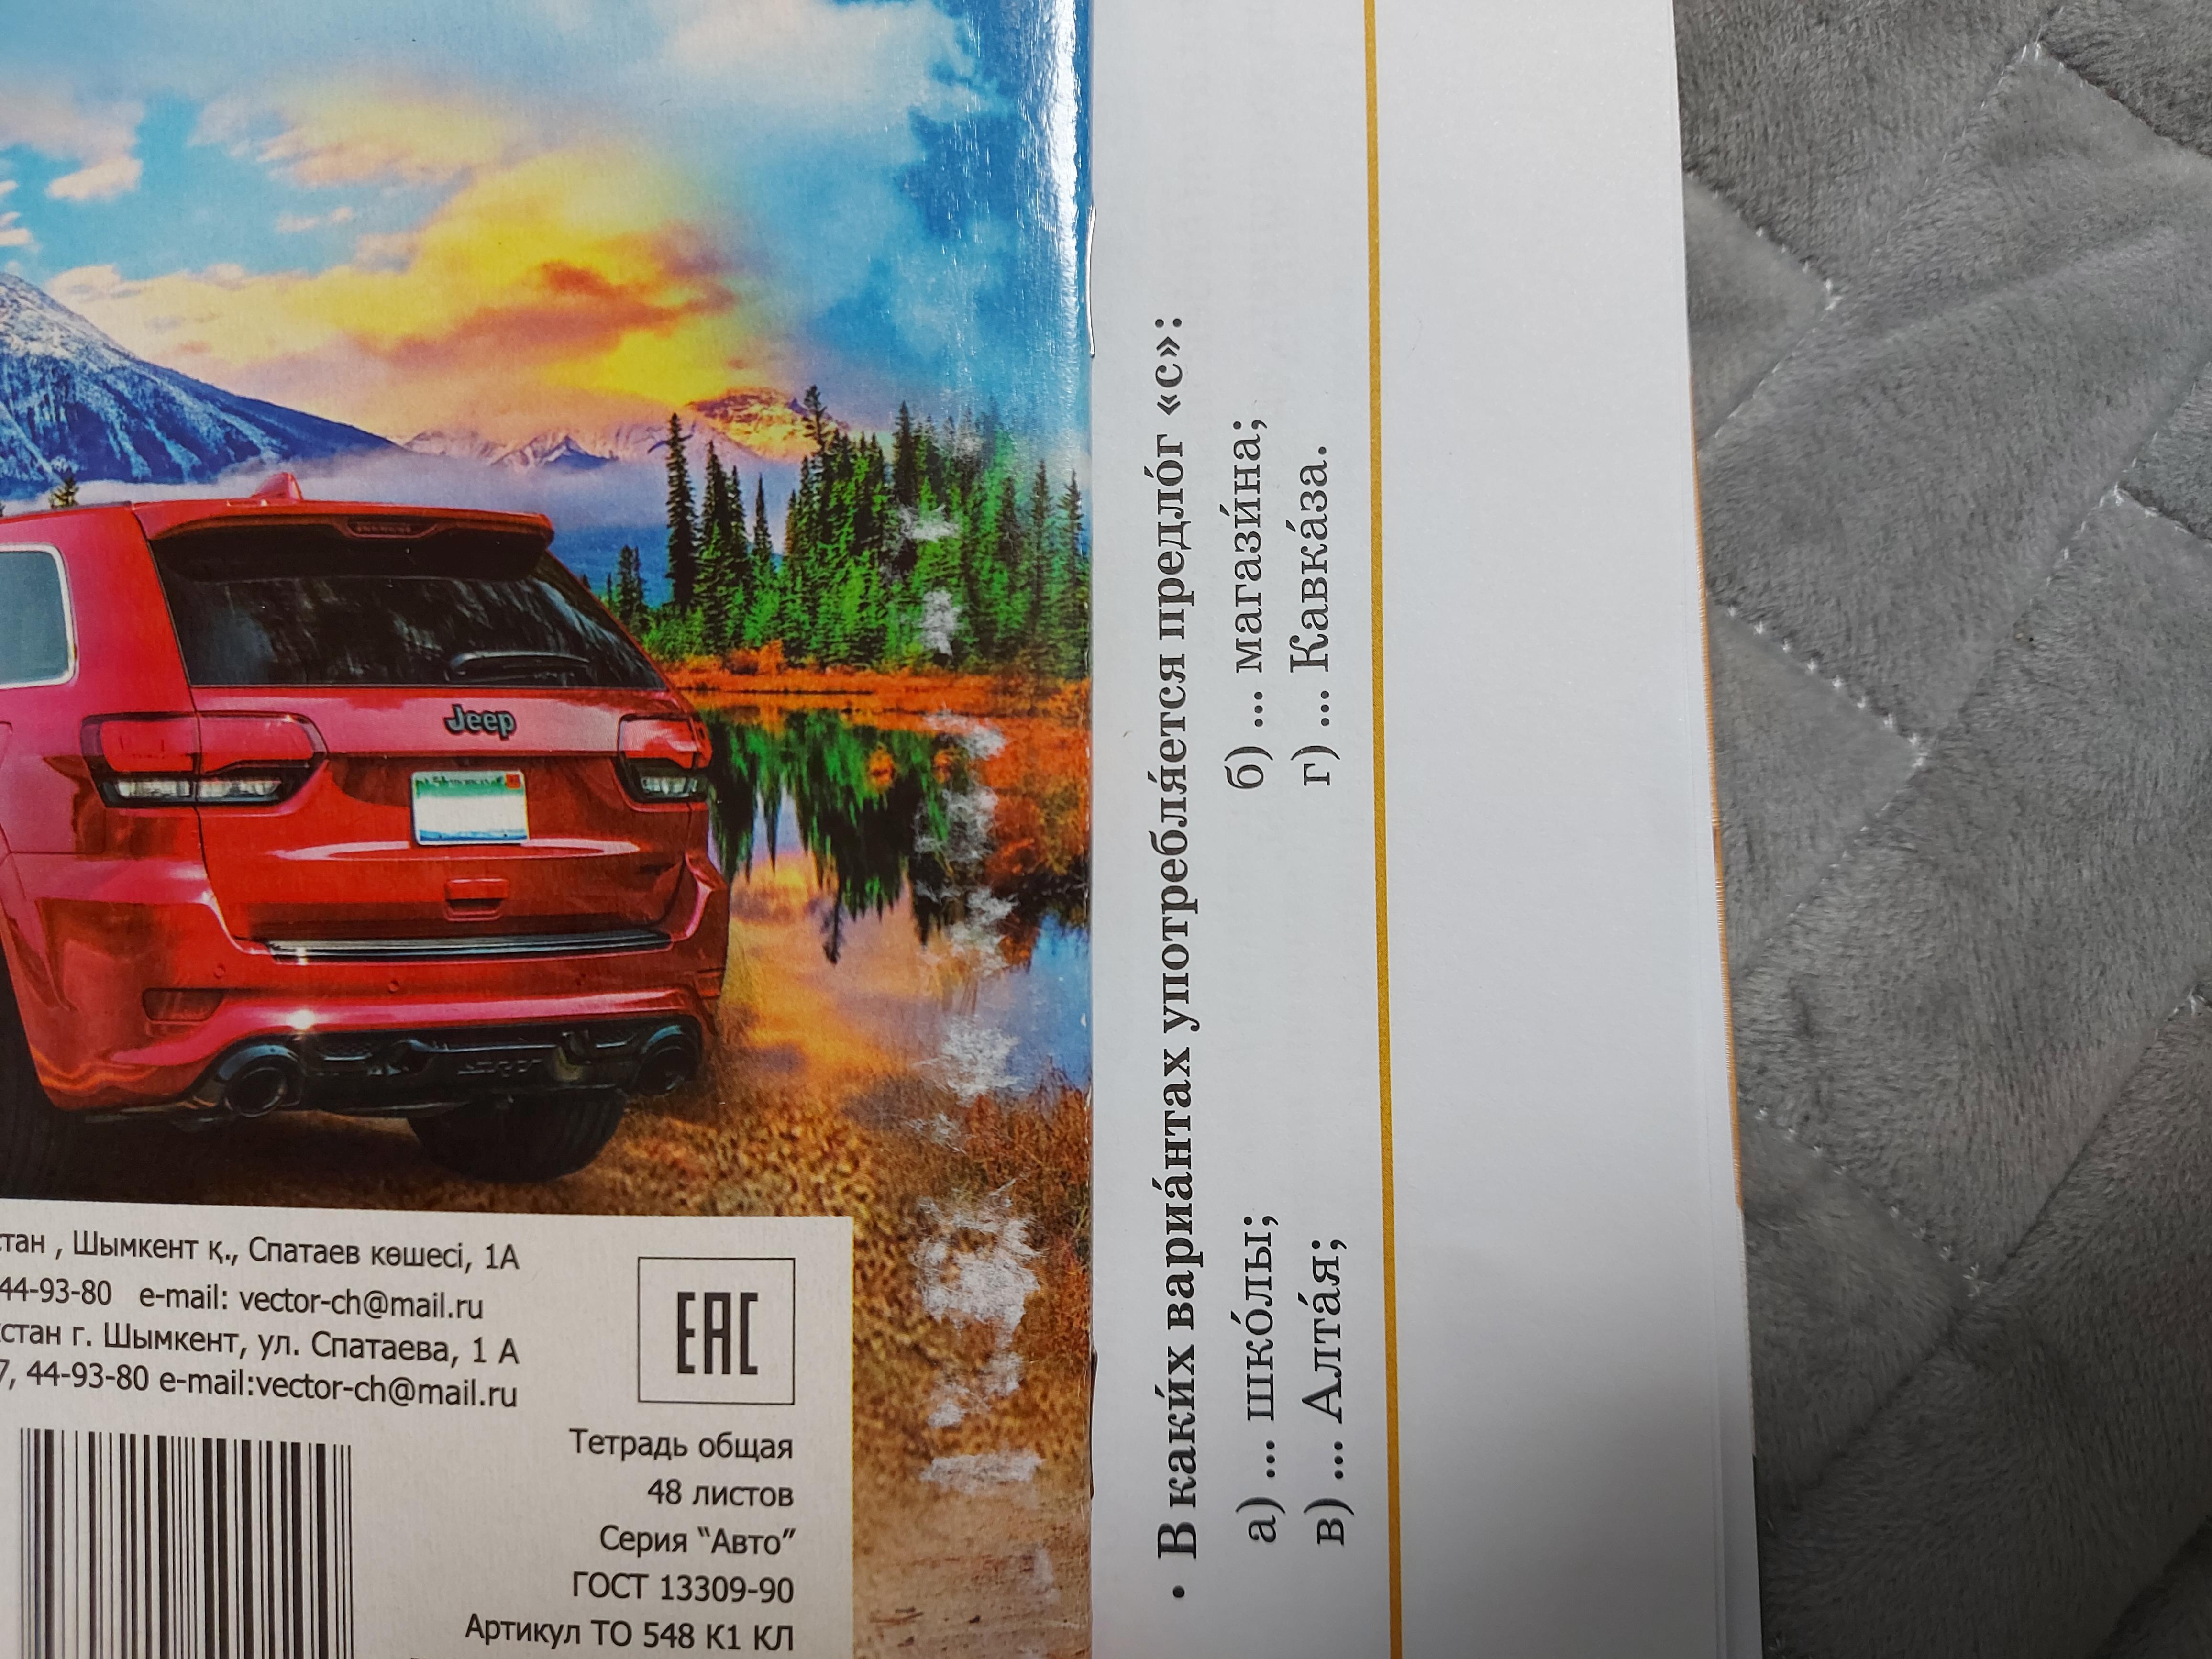 Jeep
тан , Шымкент қ., Спатаев көшесі, 1А
44-93-80 e-mail: vector-ch@mail.ru
стан г. Шымкент, ул. Спатаева, 1 А
7, 44-93-80 e-mail:vector-ch@mail.ru
EAC
Тетрадь общая
48 листов
Серия “Авто”
ГОСТ 13309-90
Артикул ТО 548 К1 КЛ
• В каки́х вариа́нтах употребля́ется предло́г «с»:
а) ... шко́лы; б) ... магази́на;
в) ... Алта́я; г) ... Кавка́за.